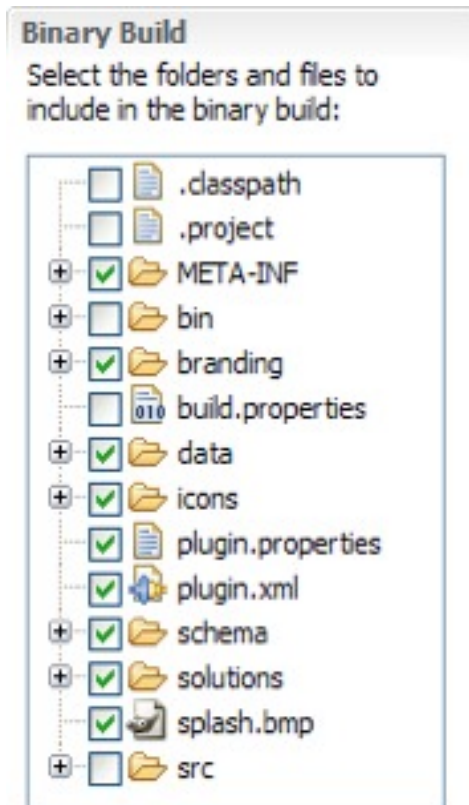 Binary Build
Select the folders and files to
include in the binary build:
.classpath
.project
META-INF
bin
branding
build.properties
data
icons
plugin.properties
plugin.xml
schema
solutions
splash.bmp
src